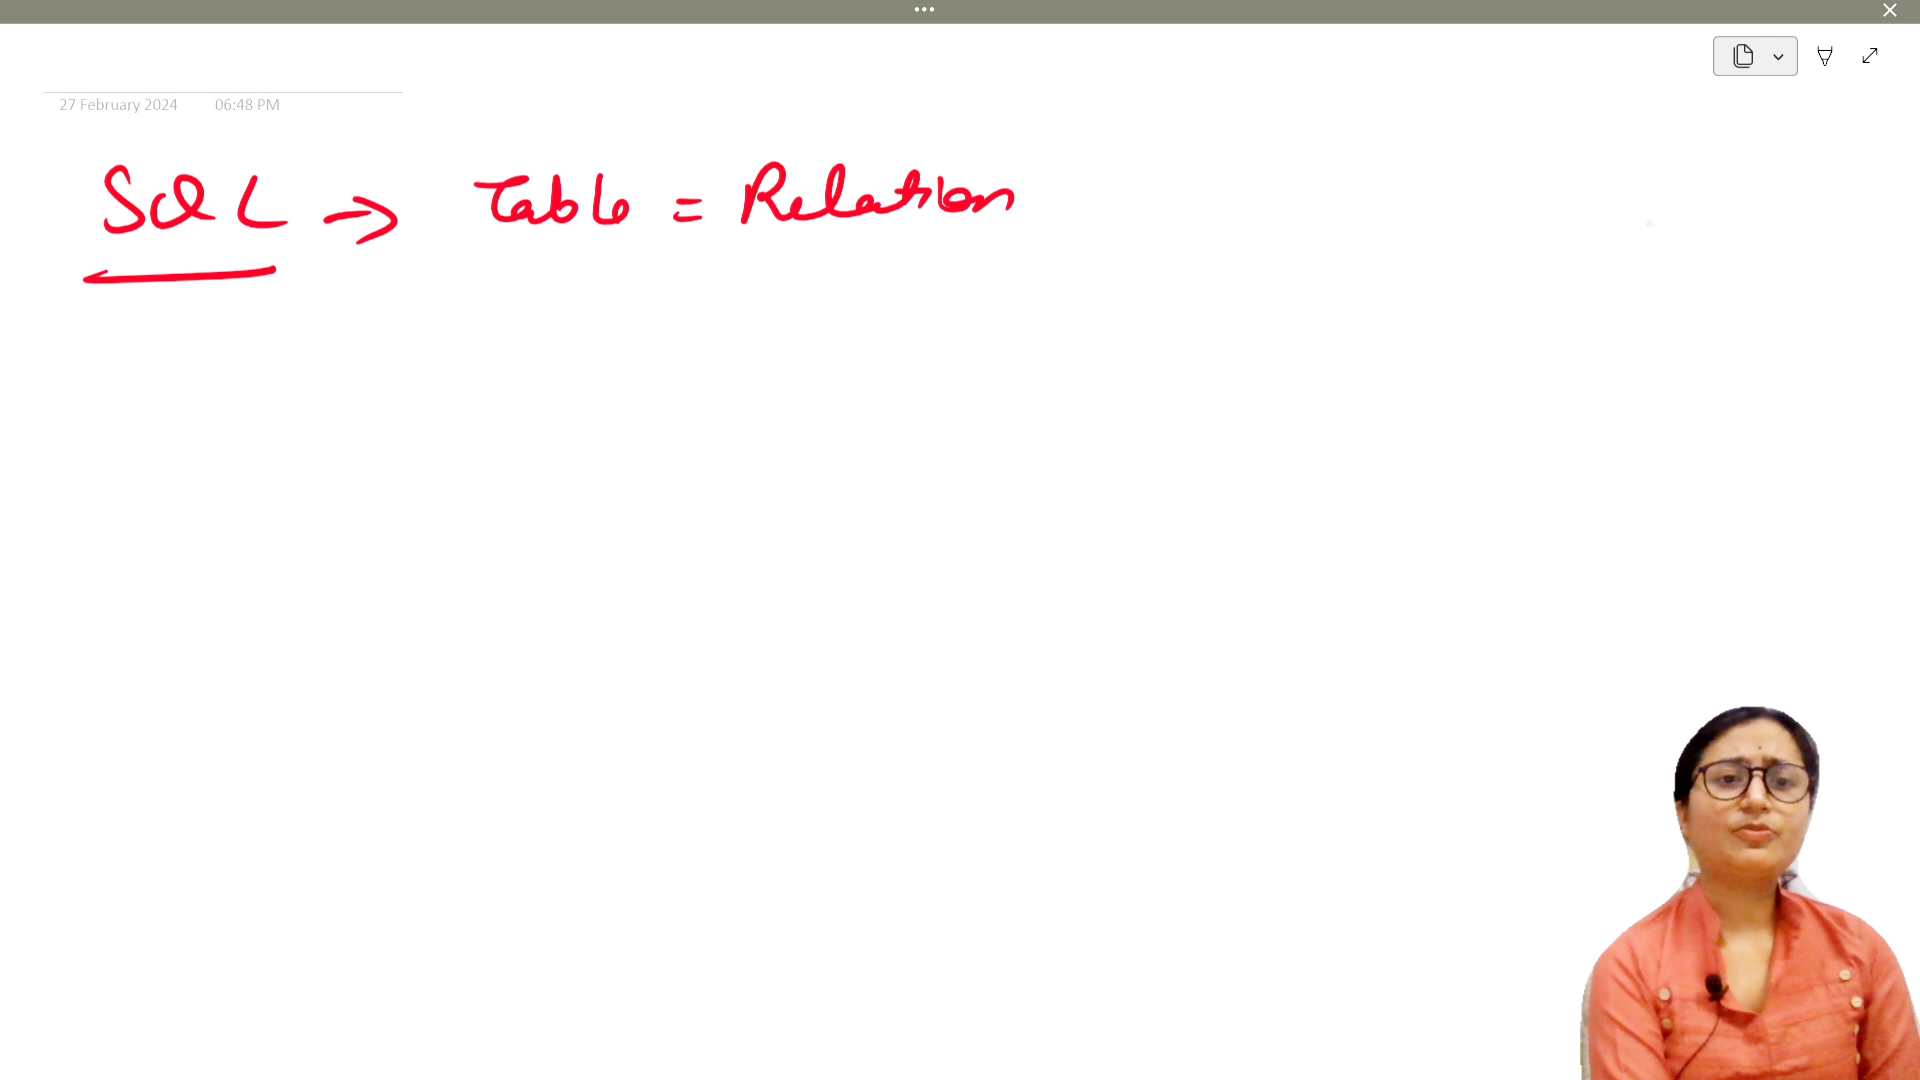 27 February 2024 06:48 PM
SQL → Table = Relation